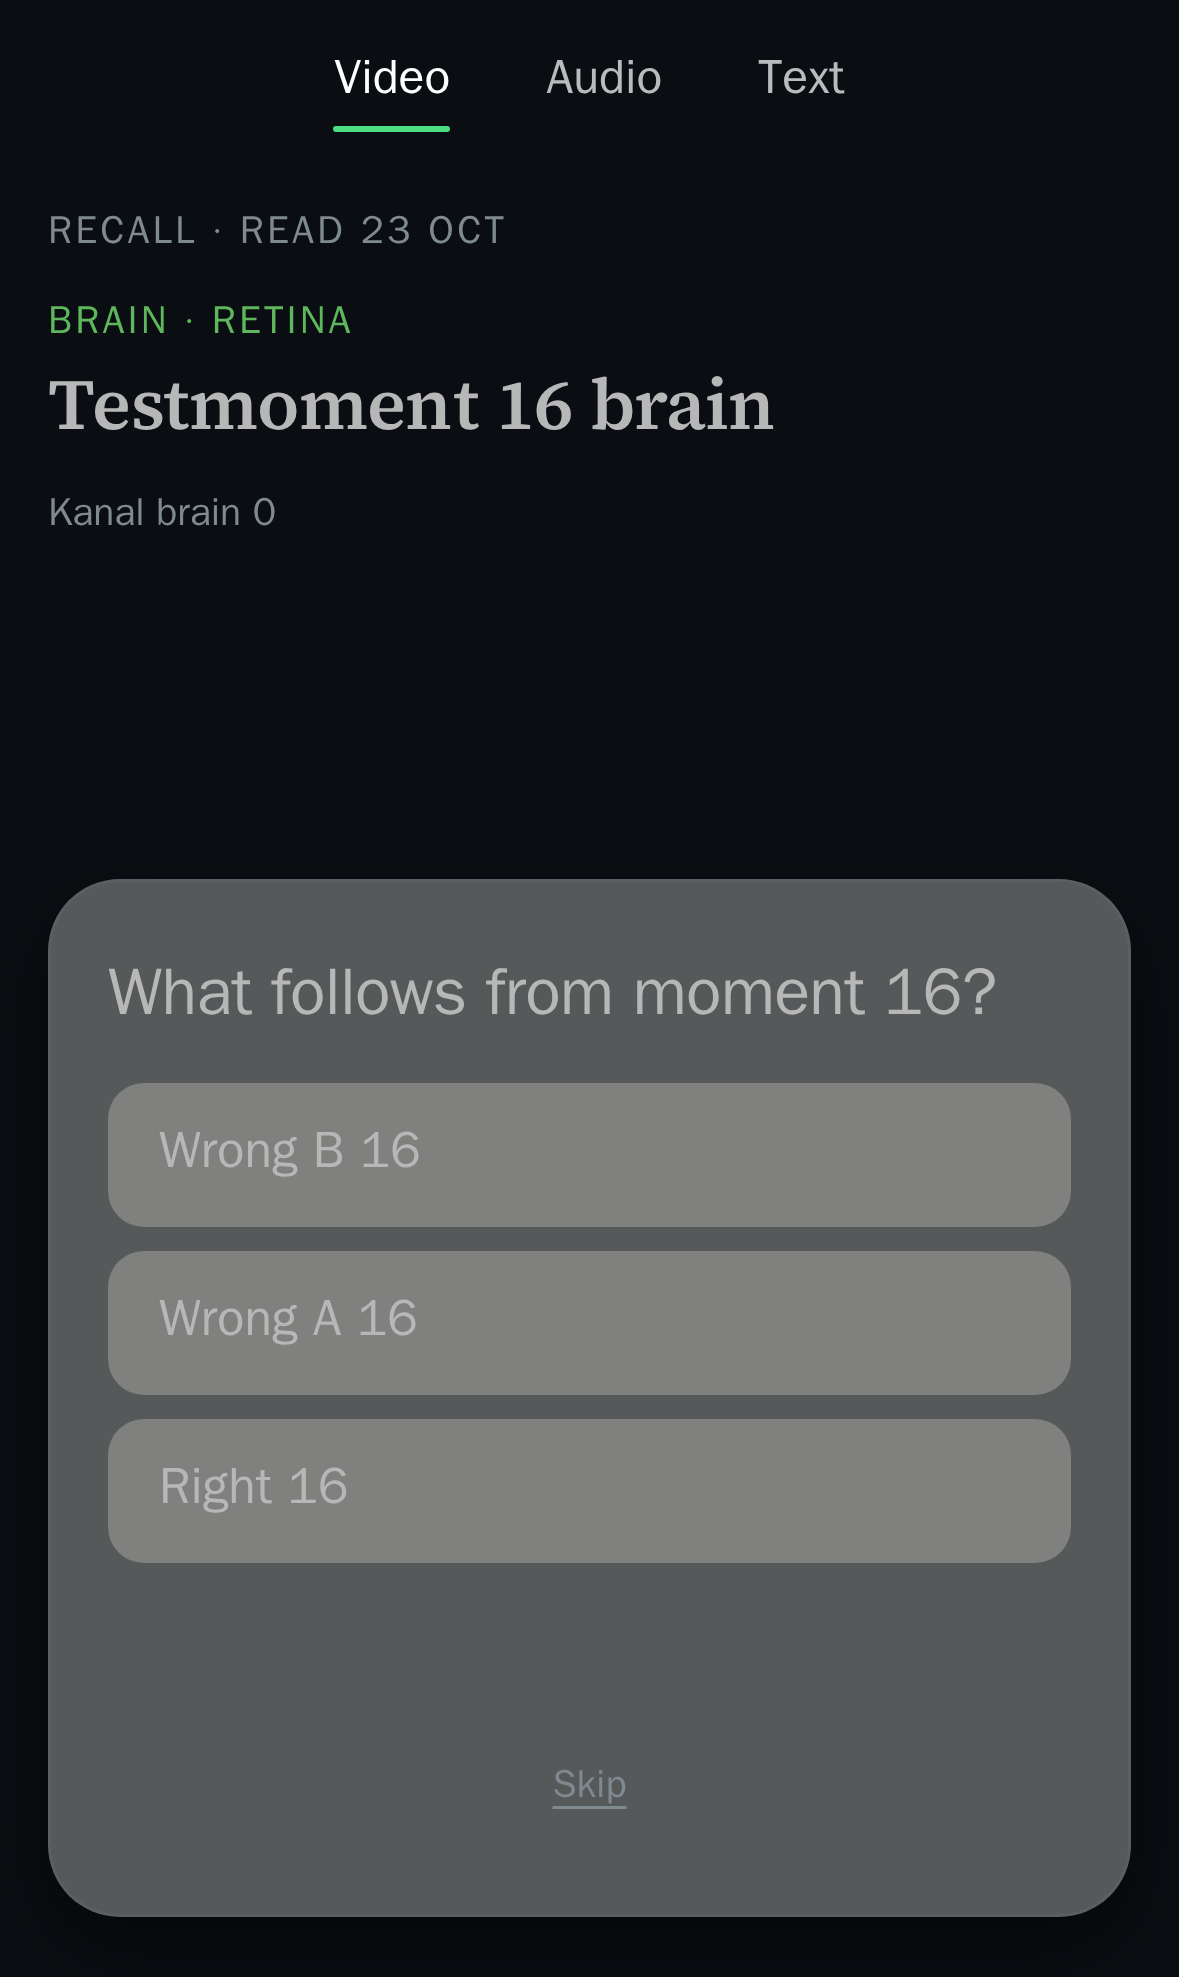 Video Audio Text
RECALL · READ 23 OCT
BRAIN · RETINA
Testmoment 16 brain
Kanal brain 0
What follows from moment 16?
Wrong B 16
Wrong A 16
Right 16
Skip